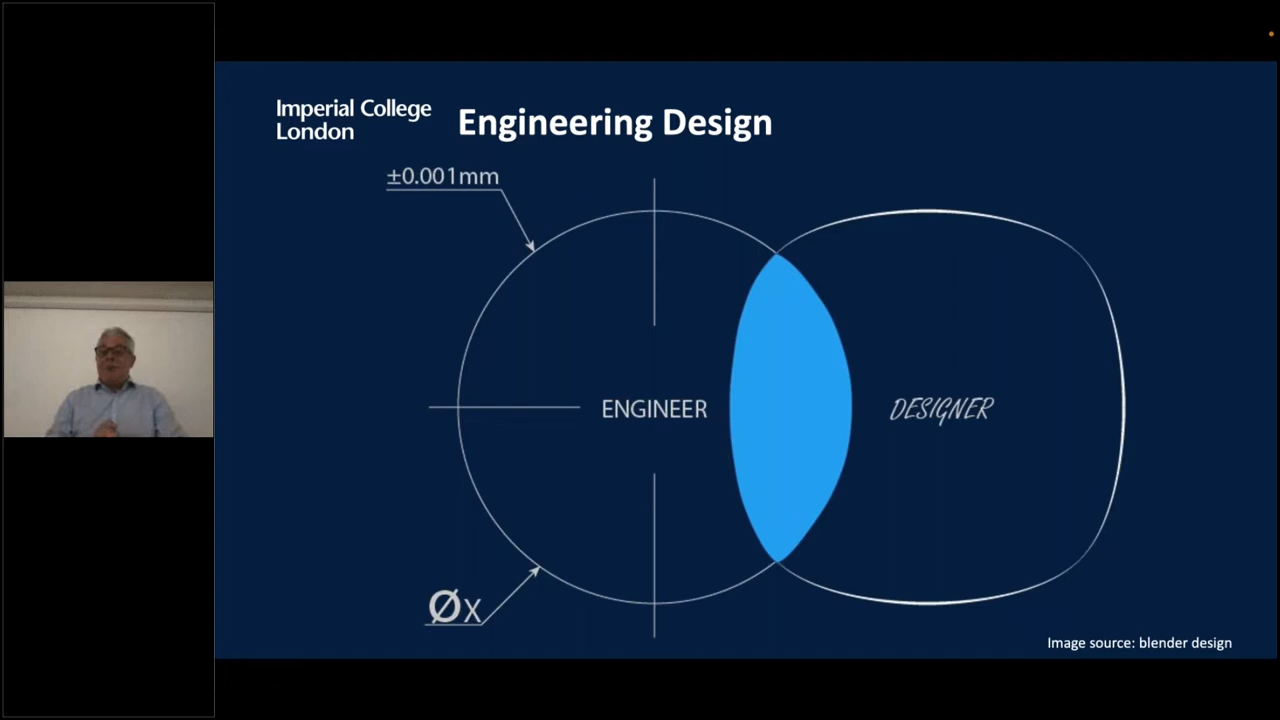 Imperial College
London
Engineering Design
±0.001mm
ENGINEER
DESIGNER
Øx
Image source: blender design